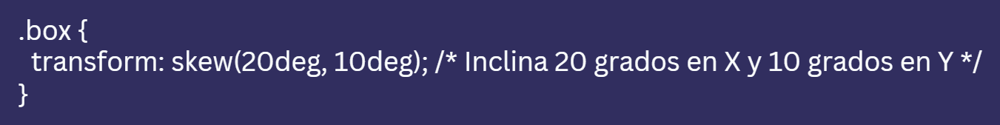 .box {
  transform: skew(20deg, 10deg); /* Inclina 20 grados en X y 10 grados en Y */
}